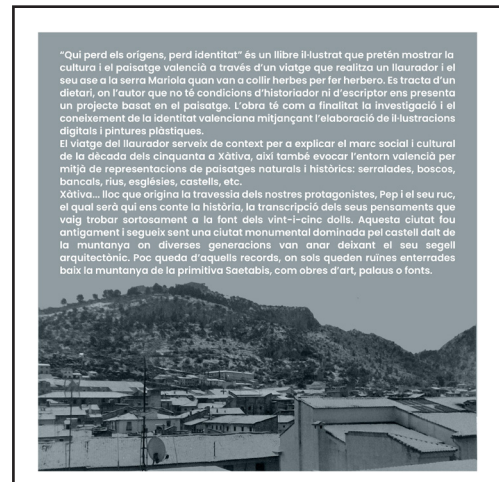 "Qui perd els orígens, perd identitat" és un llibre il·lustrat que pretén mostrar la
cultura i el paisatge valencià a través d'un viatge que realitza un llaurador i el
seu ase a la serra Mariola quan van a collir herbes per fer herbero. Es tracta d'un
dietari, on l'autor que no té condicions d'historiador ni d'escriptor ens presenta
un projecte basat en el paisatge. L'obra té com a finalitat la investigació i el
coneixement de la identitat valenciana mitjançant l'elaboració de il·lustracions
digitals i pintures plàstiques.
El viatge del llaurador serveix de context per a explicar el marc social i cultural
de la dècada dels cinquanta a Xàtiva, així també evocar l'entorn valencià per
mitjà de representacions de paisatges naturals i històrics: serralades, boscos,
bancals, rius, esglésies, castells, etc.
Xàtiva... lloc que origina la travessia dels nostres protagonistes, Pep i el seu ruc,
el qual serà qui ens conte la història, la transcripció dels seus pensaments que
vaig trobar sortosament a la font dels vint-i-cinc dolls. Aquesta ciutat fou
antigament i segueix sent una ciutat monumental dominada pel castell dalt de
la muntanya on diverses generacions van anar deixant el seu segell
arquitectònic. Poc queda d'aquells records, on sols queden ruïnes enterrades
baix la muntanya de la primitiva Saetabis, com obres d'art, palaus o fonts.